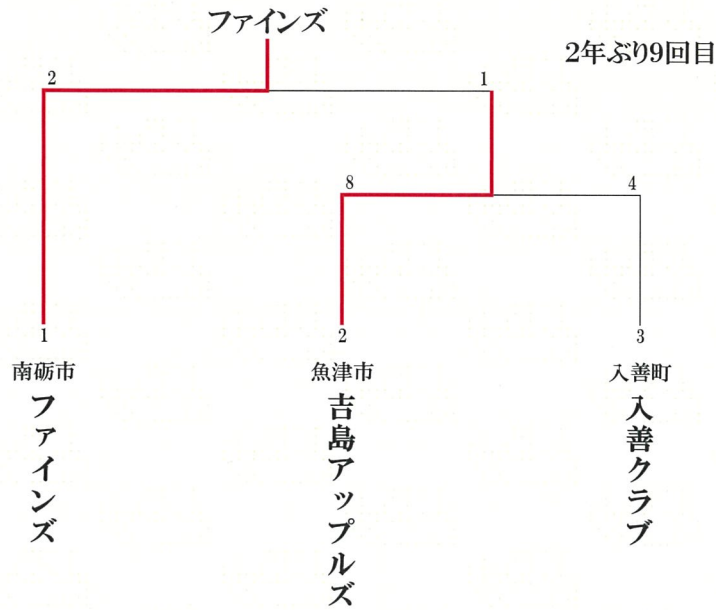 ファインズ
2年ぶり9回目
2
1
8
4
1
2
3
南砺市
魚津市
入善町
ファインズ
吉島アップルズ
入善クラブ